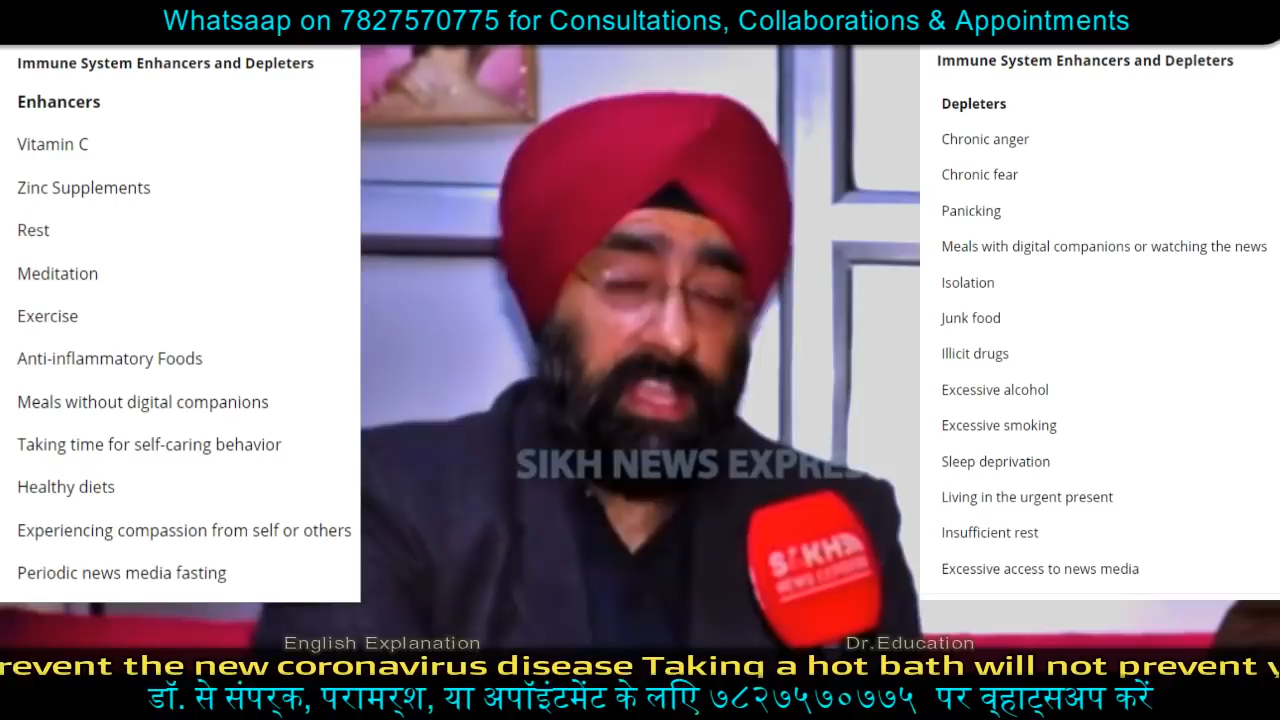 Whatsaap on 7827570775 for Consultations, Collaborations & Appointments
Immune System Enhancers and Depleters
Enhancers
Vitamin C
Zinc Supplements
Rest
Meditation
Exercise
Anti-inflammatory Foods
Meals without digital companions
Taking time for self-caring behavior
Healthy diets
Experiencing compassion from self or others
Periodic news media fasting
Immune System Enhancers and Depleters
Depleters
Chronic anger
Chronic fear
Panicking
Meals with digital companions or watching the news
Isolation
Junk food
Illicit drugs
Excessive alcohol
Excessive smoking
Sleep deprivation
Living in the urgent present
Insufficient rest
Excessive access to news media
SIKH NEWS EXPRE
SIKH
NEWS EXPRESS
English Explanation
Dr.Education
revent the new coronavirus disease Taking a hot bath will not prevent y
डॉ. से संपर्क, परामर्श, या अपॉइंटमेंट के लिए ७८२७५७०७७५ पर व्हाट्सअप करें